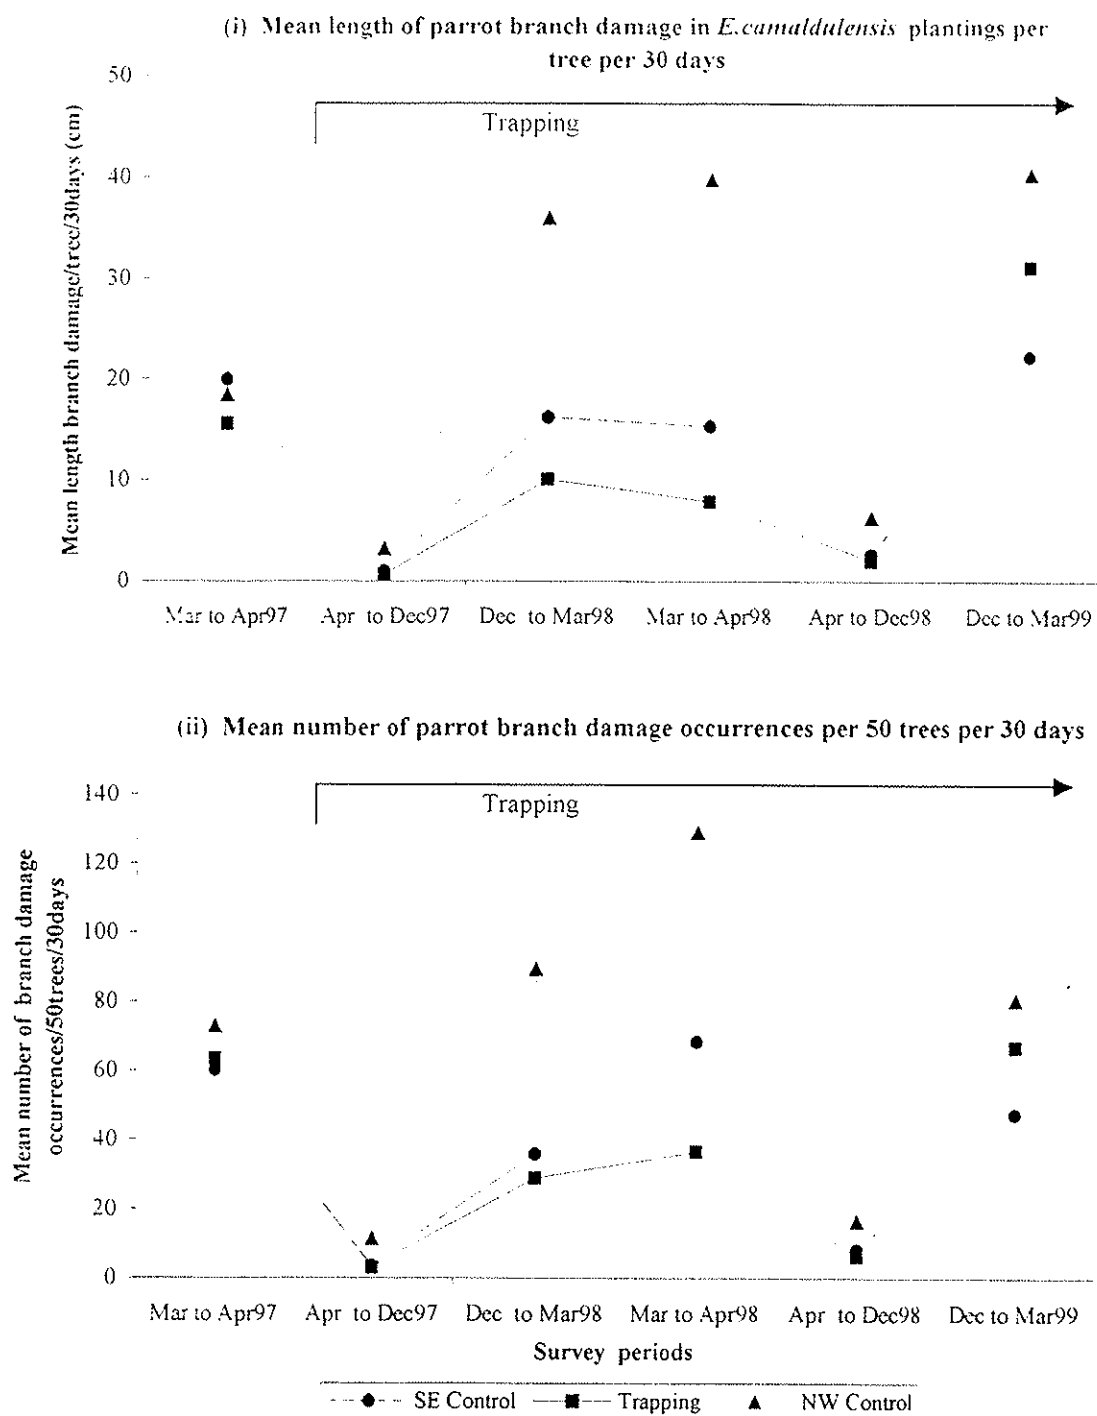 (i) Mean length of parrot branch damage in E.camaldulensis plantings per
tree per 30 days
Mean length branch damage/tree/30days (cm)
50
40
30
20
10
0
Trapping
Mar to Apr97 Apr to Dec97 Dec to Mar98 Mar to Apr98 Apr to Dec98 Dec to Mar99
(ii) Mean number of parrot branch damage occurrences per 50 trees per 30 days
Mean number of branch damage
occurrences/50trees/30days
140
120
100
80
60
40
20
0
Trapping
Mar to Apr97 Apr to Dec97 Dec to Mar98 Mar to Apr98 Apr to Dec98 Dec to Mar99
Survey periods
SE Control Trapping NW Control